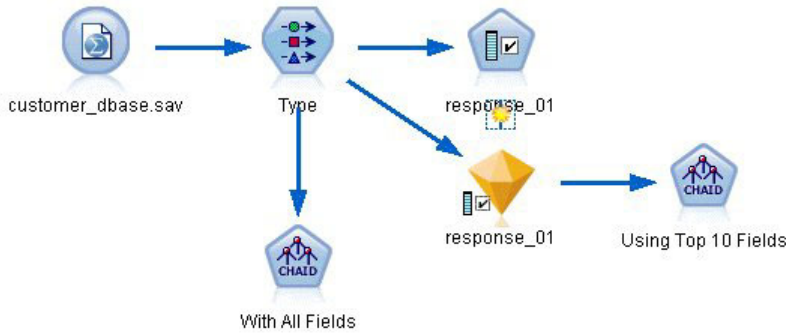 customer_dbase.sav
Type
response_01
response_01
CHAID
Using Top 10 Fields
CHAID
With All Fields